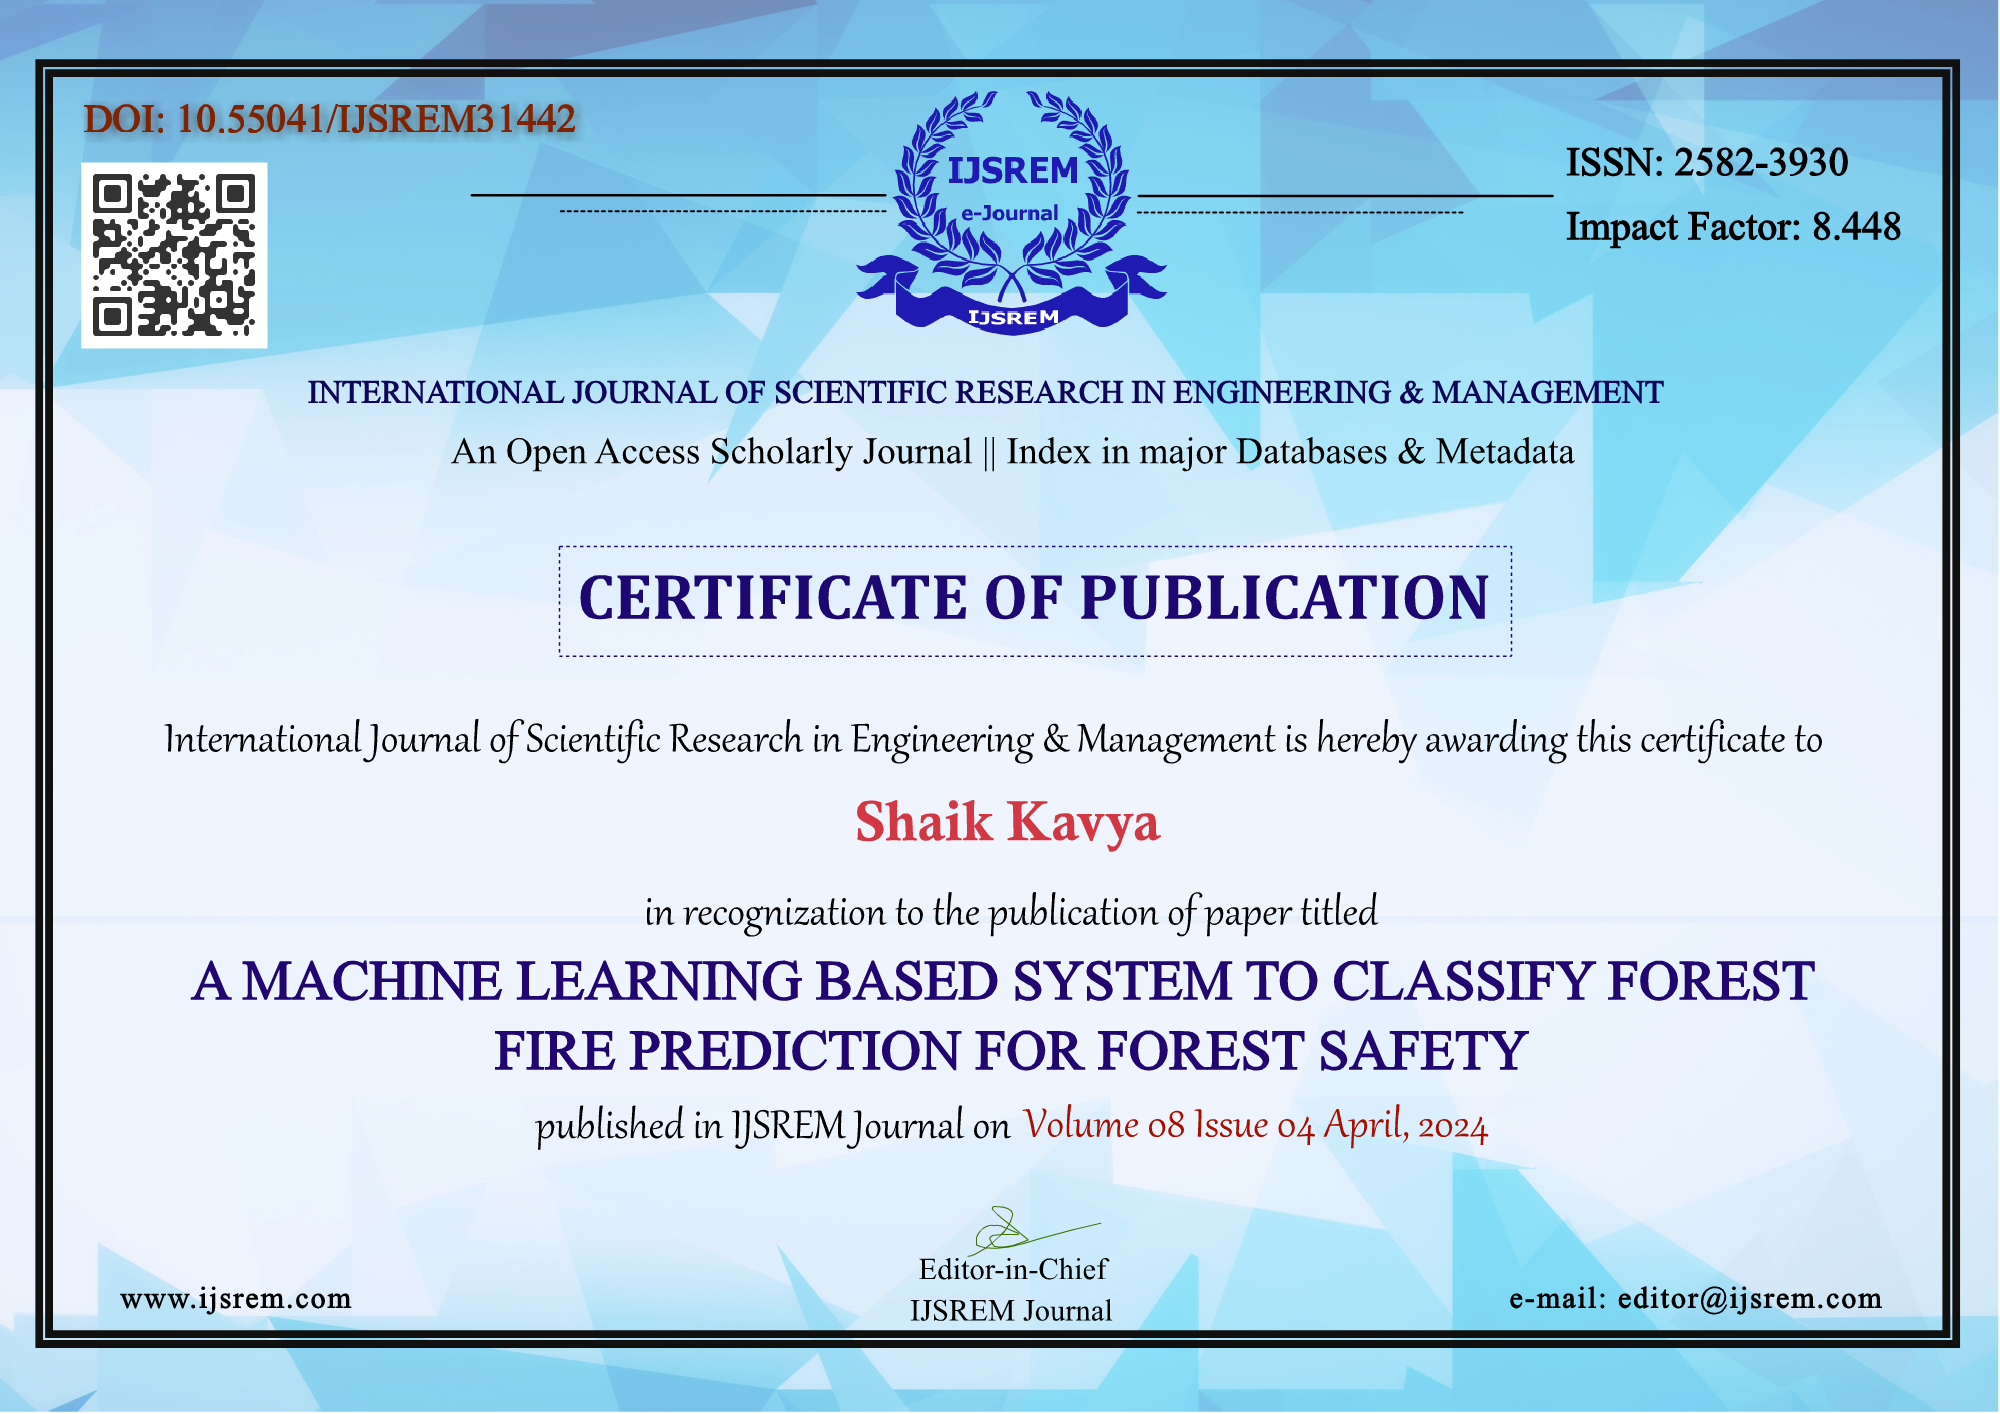 DOI: 10.55041/IJSREM31442
ISSN: 2582-3930
Impact Factor: 8.448
IJSREM
e-Journal
IJSREM
INTERNATIONAL JOURNAL OF SCIENTIFIC RESEARCH IN ENGINEERING & MANAGEMENT
An Open Access Scholarly Journal || Index in major Databases & Metadata
CERTIFICATE OF PUBLICATION
International Journal of Scientific Research in Engineering & Management is hereby awarding this certificate to
Shaik Kavya
in recognization to the publication of paper titled
A MACHINE LEARNING BASED SYSTEM TO CLASSIFY FOREST
FIRE PREDICTION FOR FOREST SAFETY
published in IJSREM Journal on Volume 08 Issue 04 April, 2024
Editor-in-Chief
IJSREM Journal
www.ijsrem.com
e-mail: editor@ijsrem.com